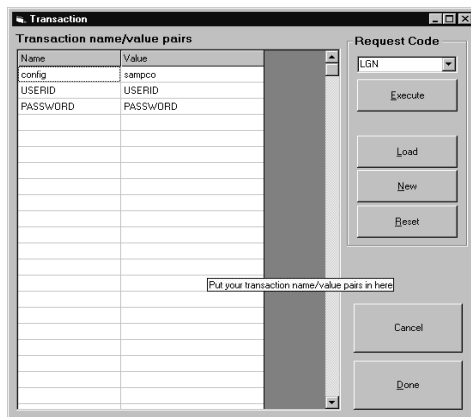 Transaction
Transaction name/value pairs
Name Value
config sampco
USERID USERID
PASSWORD PASSWORD
Put your transaction name/value pairs in here
Request Code
LGN
Execute
Load
New
Reset
Cancel
Done